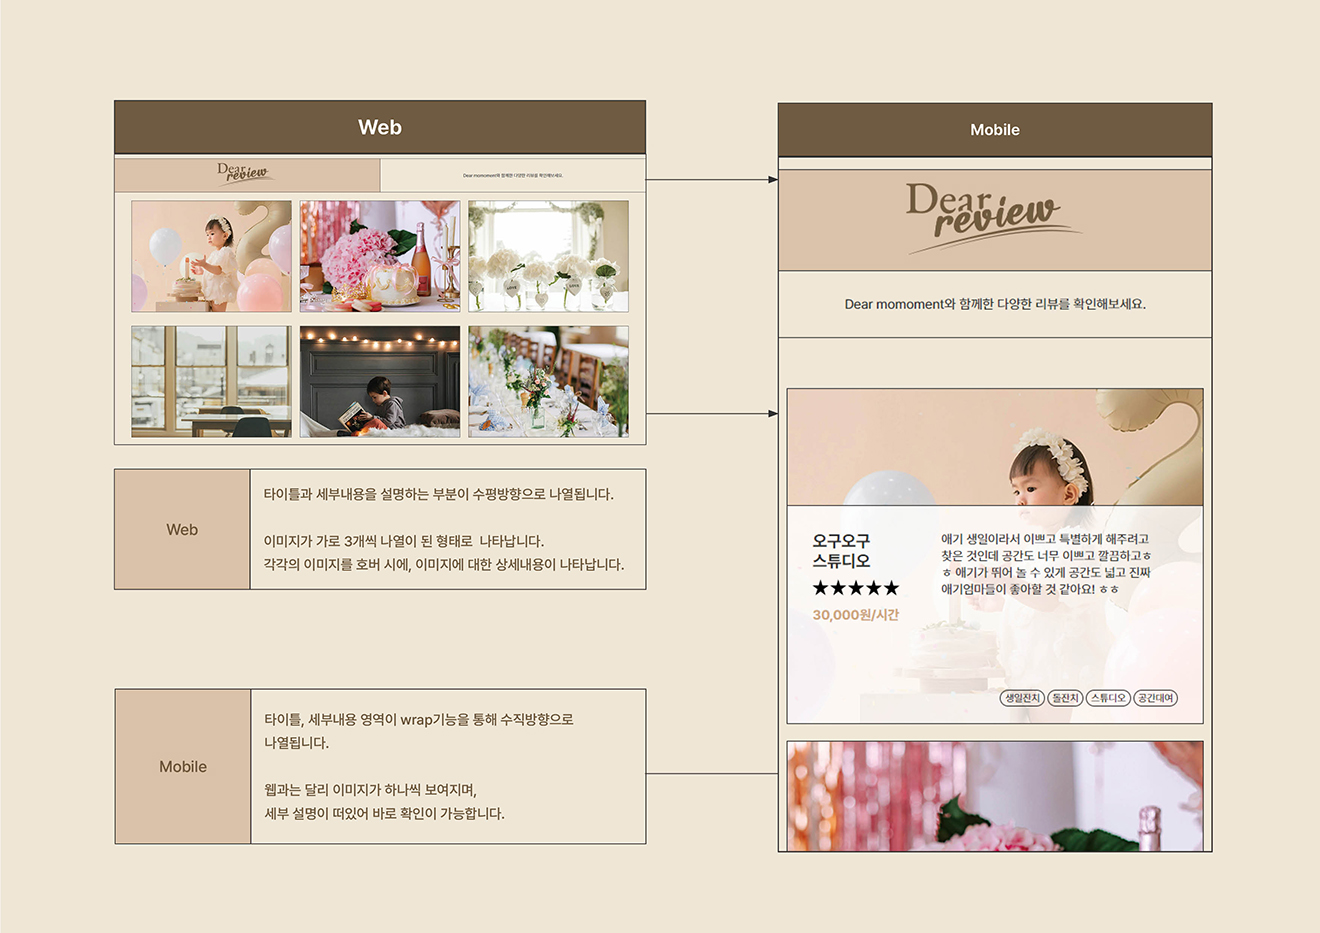 Web
Dear
review
Dear momoment와 함께한 다양한 리뷰를 확인해보세요.
Web
타이틀과 세부내용을 설명하는 부분이 수평방향으로 나열됩니다.
이미지가 가로 3개씩 나열이 된 형태로 나타납니다.
각각의 이미지를 호버 시에, 이미지에 대한 상세내용이 나타납니다.
Mobile
타이틀, 세부내용 영역이 wrap기능을 통해 수직방향으로
나열됩니다.
웹과는 달리 이미지가 하나씩 보여지며,
세부 설명이 떠있어 바로 확인이 가능합니다.
Mobile
Dear
review
Dear momoment와 함께한 다양한 리뷰를 확인해보세요.
오구오구
스튜디오
★★★★★
30,000원/시간
애기 생일이라서 이쁘고 특별하게 해주려고
찾은 것인데 공간도 너무 이쁘고 깔끔하고ㅎ
ㅎ 애기가 뛰어 놀 수 있게 공간도 넓고 진짜
애기엄마들이 좋아할 것 같아요! ㅎㅎ
생일잔치 돌잔치 스튜디오 공간대여